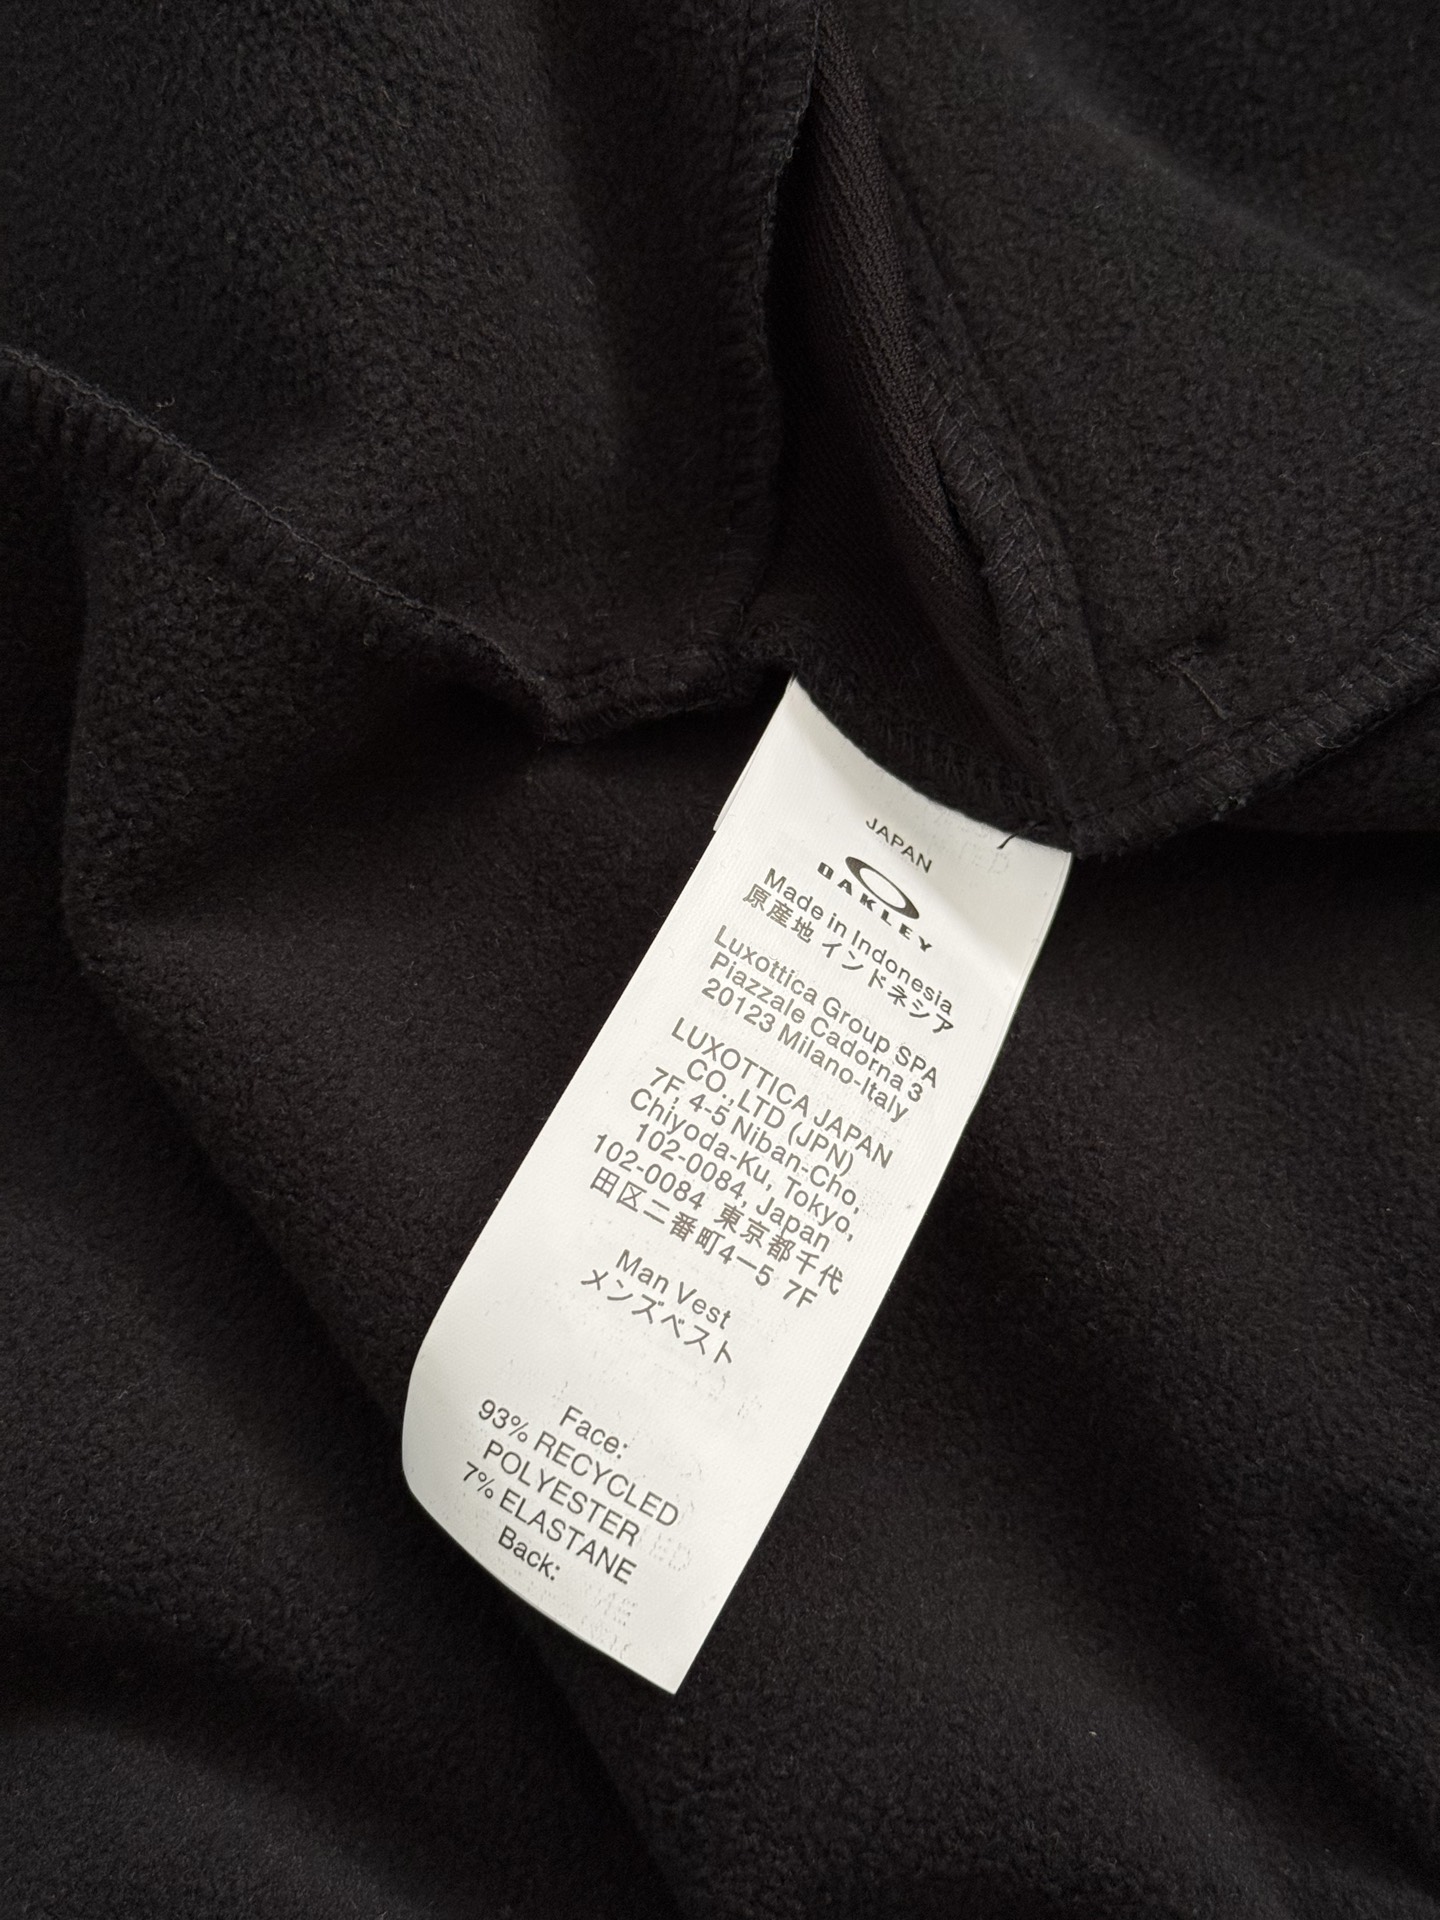 JAPAN
OAKLEY
Made in Indonesia
原産地 インドネシア
Luxottica Group SPA
Piazzale Cadorna 3
20123 Milano-Italy
LUXOTTICA JAPAN
CO.,LTD (JPN)
7F, 4-5 Niban-Cho,
Chiyoda-Ku, Tokyo,
102-0084, Japan
102-0084 東京都千代
田区二番町4ー5 7F
Man Vest
メンズベスト
Face:
93% RECYCLED
POLYESTER
7% ELASTANE
Back: